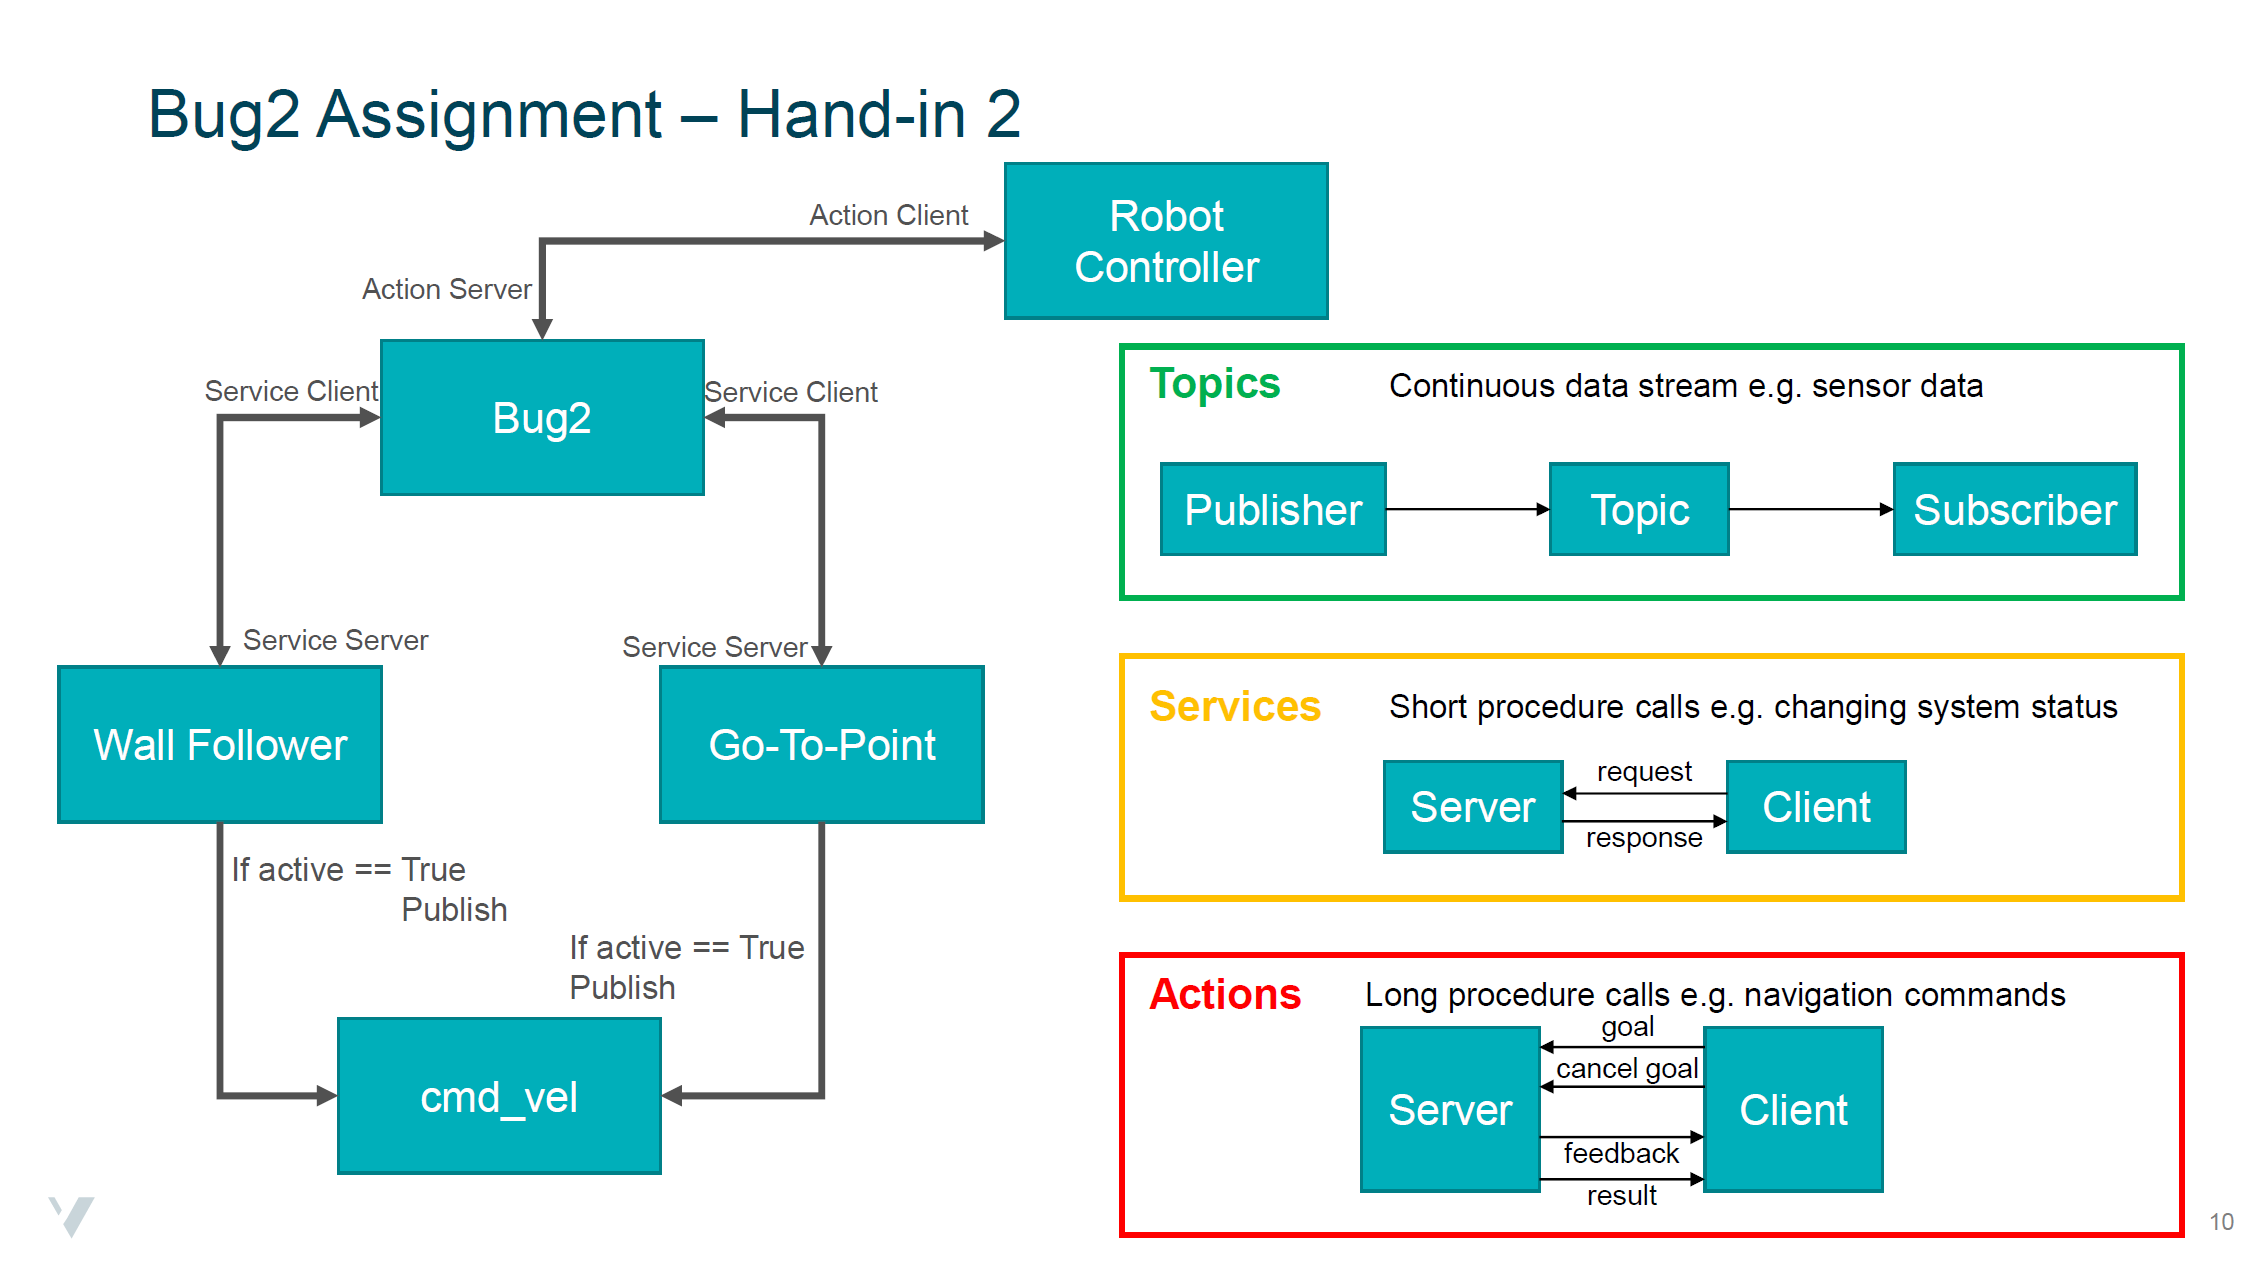 Bug2 Assignment – Hand-in 2
Robot
Controller
Action Client
Action Server
Service Client
Bug2
Service Client
Service Server
Service Server
Wall Follower
Go-To-Point
If active == True
Publish
If active == True
Publish
cmd_vel
Topics
Continuous data stream e.g. sensor data
Publisher
Topic
Subscriber
Services
Short procedure calls e.g. changing system status
Server
request
response
Client
Actions
Long procedure calls e.g. navigation commands
Server
goal
cancel goal
feedback
result
Client
10